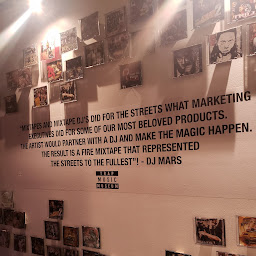 "MIXTAPES AND MIXTAPE DJ'S DID FOR THE STREETS WHAT MARKETING
EXECUTIVES DID FOR SOME OF OUR MOST BELOVED PRODUCTS.
THE ARTIST WOULD PARTNER WITH A DJ AND MAKE THE MAGIC HAPPEN.
THE RESULT IS A FIRE MIXTAPE THAT REPRESENTED
THE STREETS TO THE FULLEST"! - DJ MARS
TRAP
MUSIC
MUSEUM